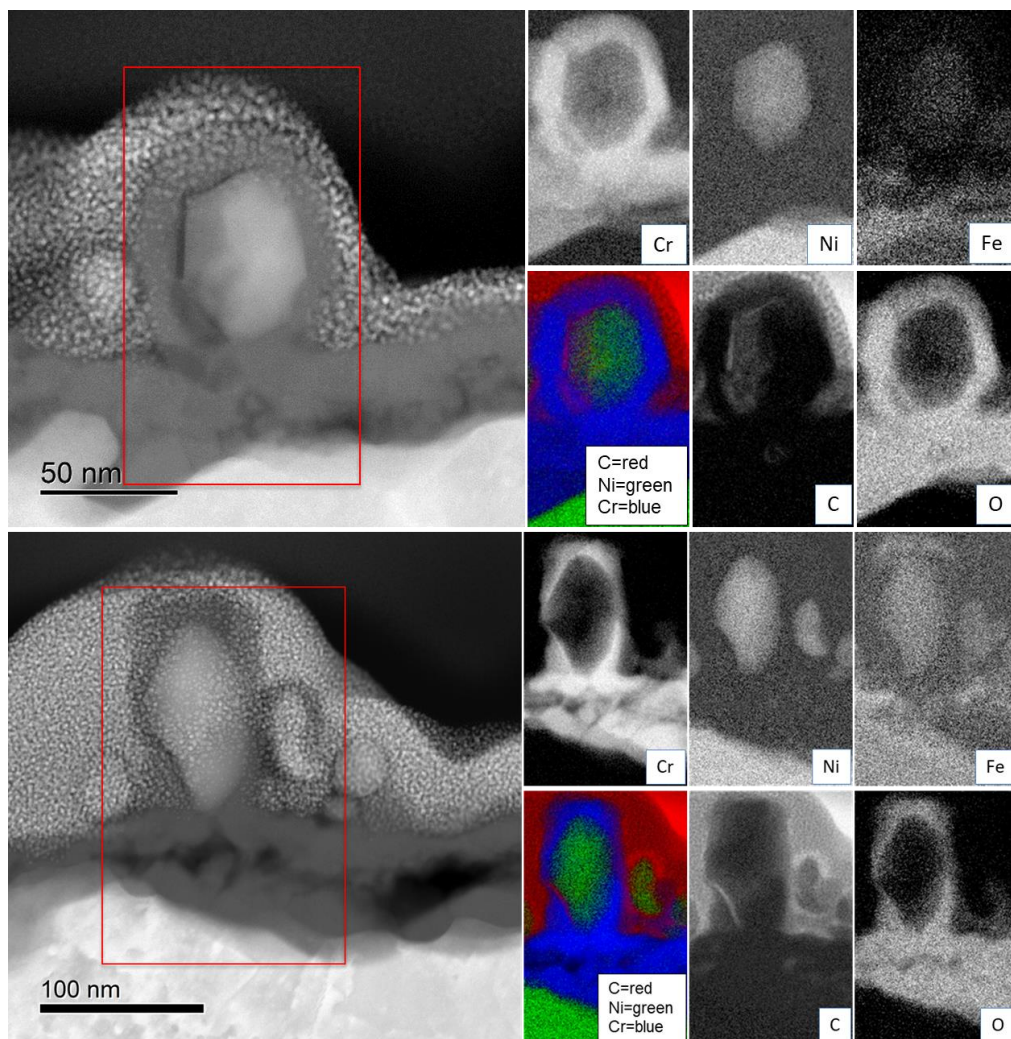 50 nm
Cr
Ni
Fe
C=red
Ni=green
Cr=blue
C
O
100 nm
Cr
Ni
Fe
C=red
Ni=green
Cr=blue
C
O